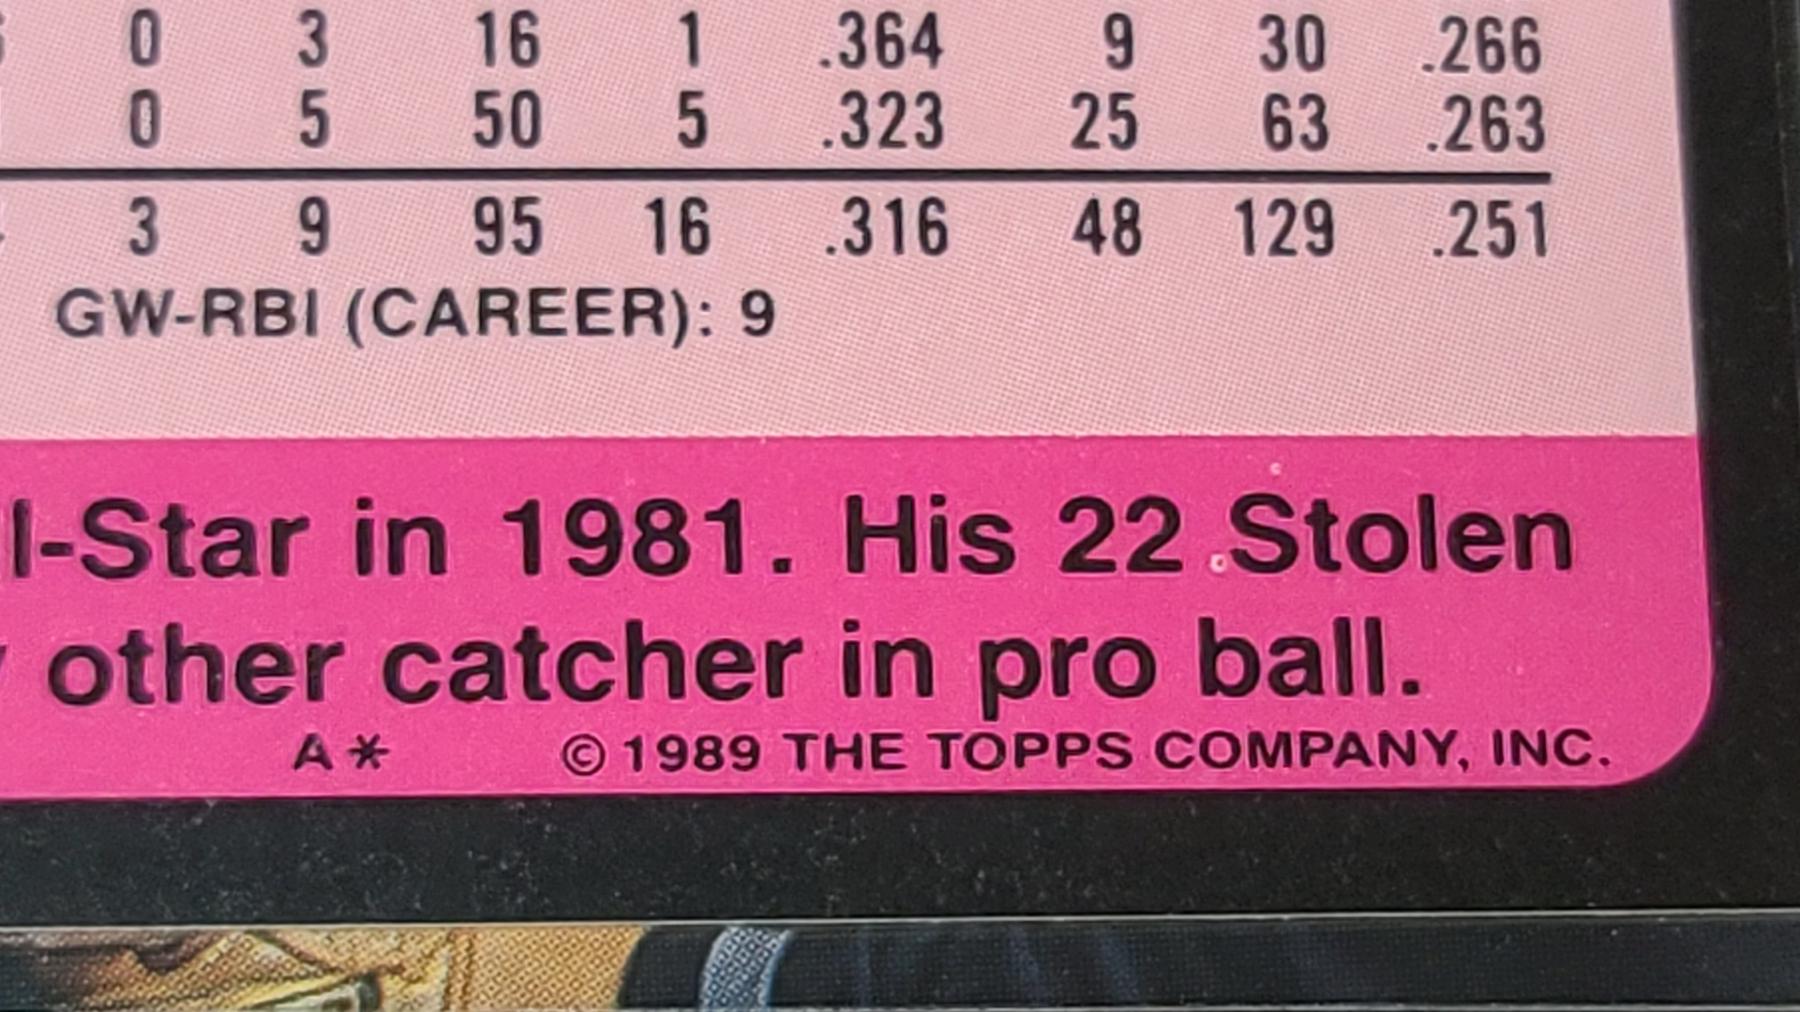 0 3 16 1 .364 9 30 .266
0 5 50 5 .323 25 63 .263
3 9 95 16 .316 48 129 .251
GW-RBI (CAREER): 9
l-Star in 1981. His 22 Stolen
other catcher in pro ball.
A* © 1989 THE TOPPS COMPANY, INC.